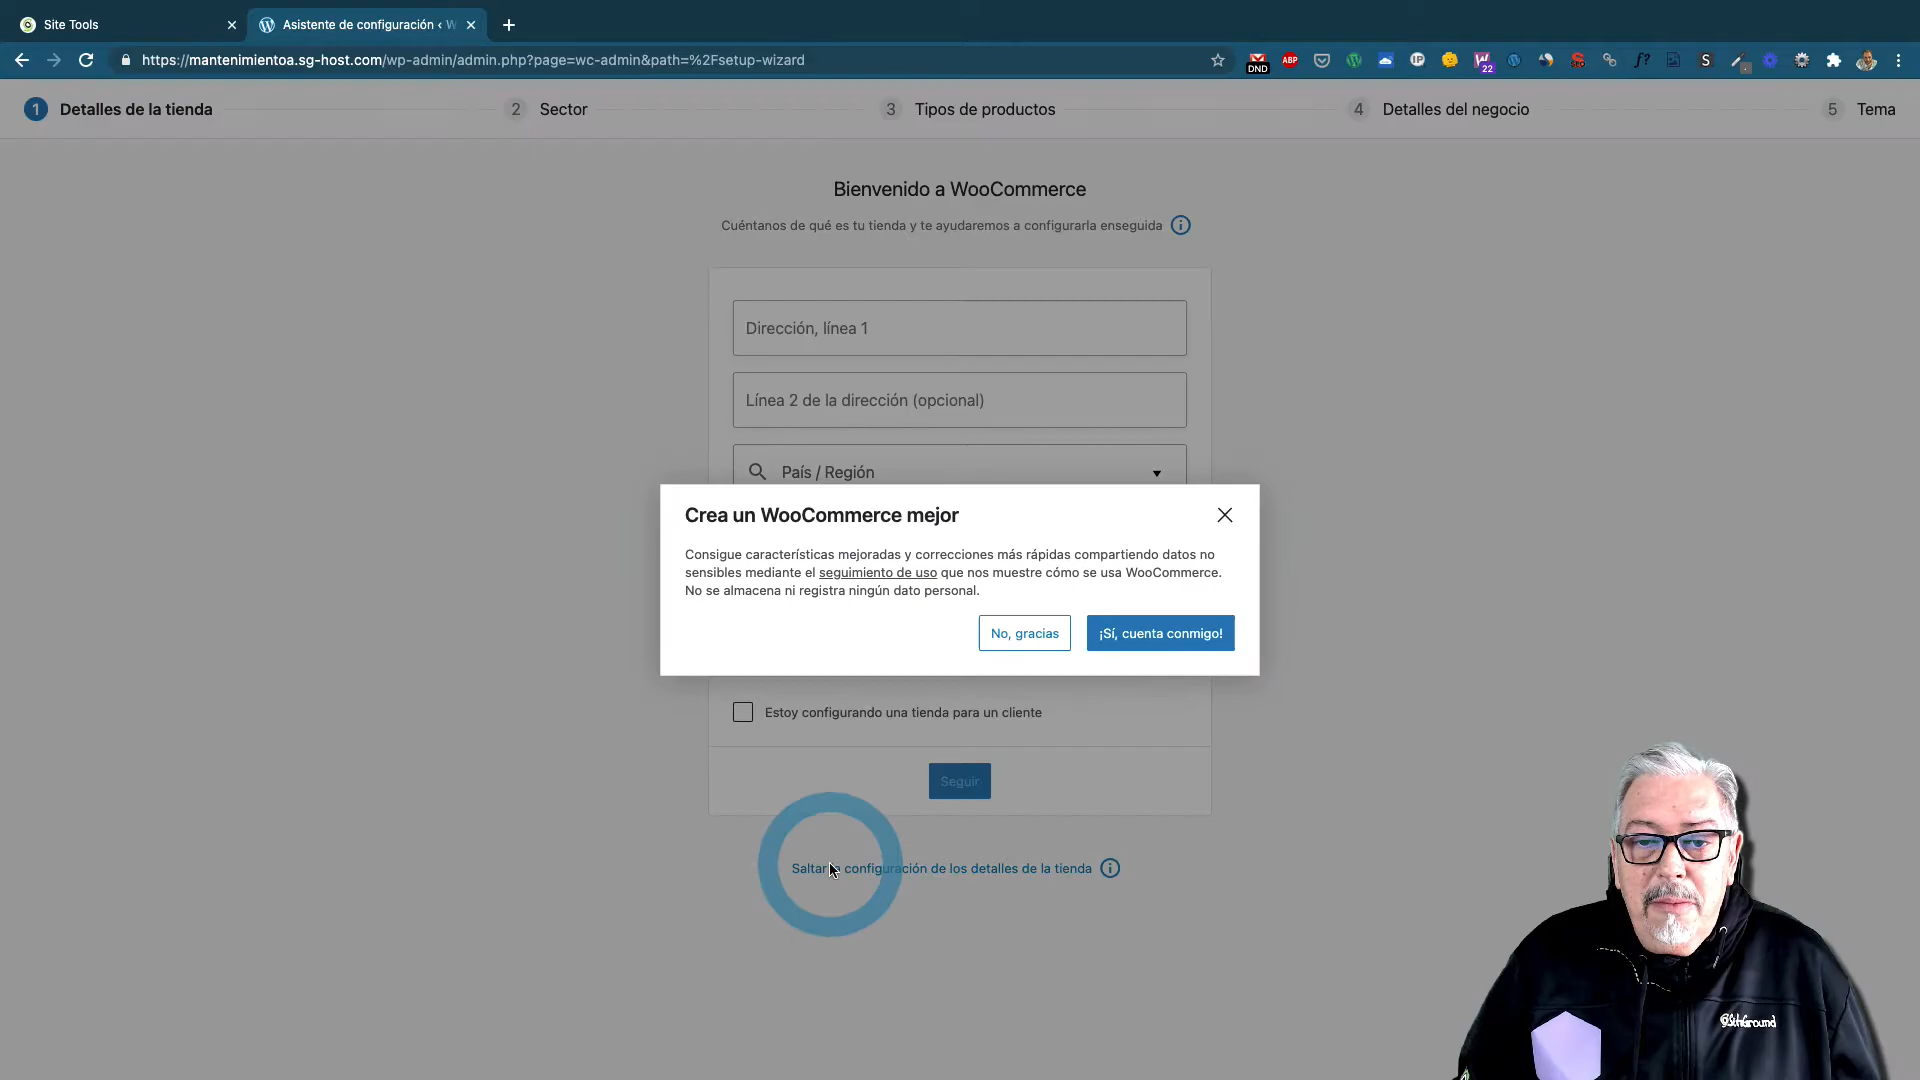 Site Tools
Asistente de configuración ‹ W
https://mantenimientoa.sg-host.com/wp-admin/admin.php?page=wc-admin&path=%2Fsetup-wizard
DND
ABP
IP
22
SEO
f?
S
1 Detalles de la tienda
2 Sector
3 Tipos de productos
4 Detalles del negocio
5 Tema
Bienvenido a WooCommerce
Cuéntanos de qué es tu tienda y te ayudaremos a configurarla enseguida
Dirección, línea 1
Línea 2 de la dirección (opcional)
País / Región
Crea un WooCommerce mejor
Consigue características mejoradas y correcciones más rápidas compartiendo datos no
sensibles mediante el seguimiento de uso que nos muestre cómo se usa WooCommerce.
No se almacena ni registra ningún dato personal.
No, gracias
¡Sí, cuenta conmigo!
Estoy configurando una tienda para un cliente
Seguir
Saltar configuración de los detalles de la tienda
SiteGround